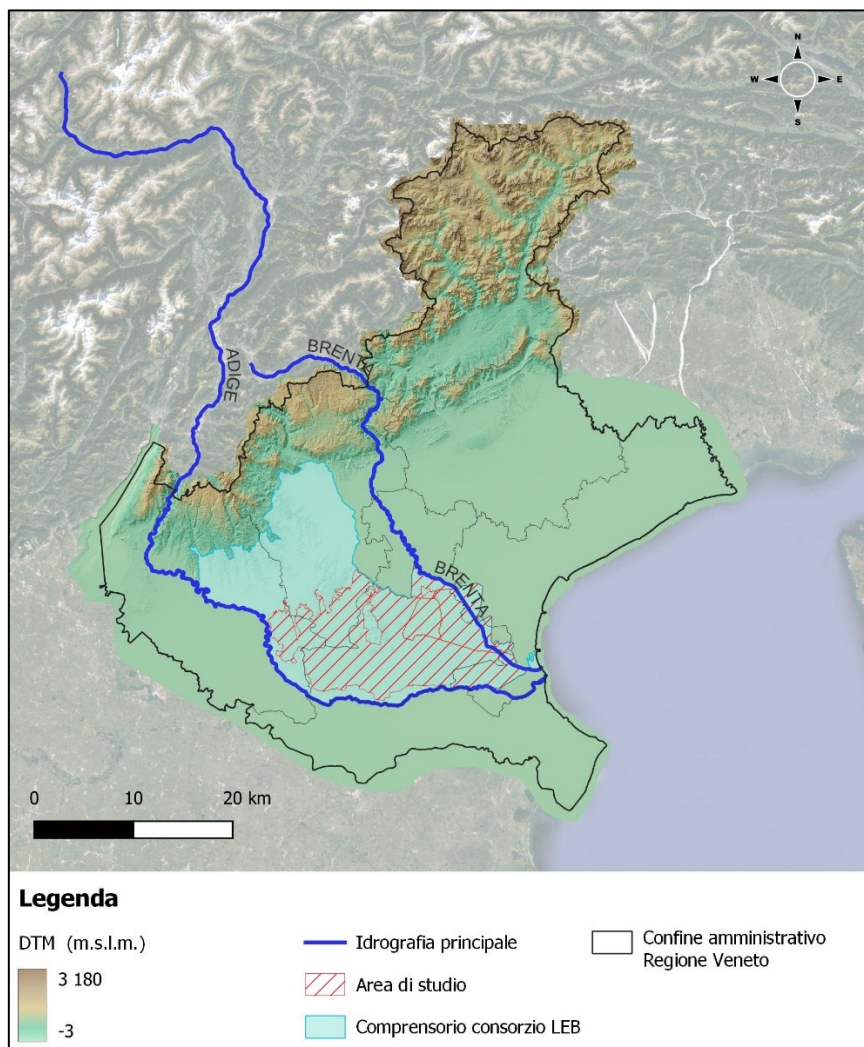 N
W
E
S
BRENTA
ADIGE
BRENTA
0 10 20 km
Legenda
DTM (m.s.l.m.)
3 180
-3
Idrografia principale
Area di studio
Comprensorio consorzio LEB
Confine amministrativo
Regione Veneto